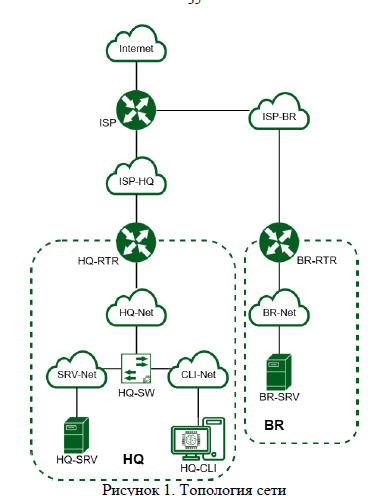 Internet
ISP
ISP-BR
ISP-HQ
HQ-RTR
BR-RTR
HQ-Net
BR-Net
SRV-Net
CLI-Net
HQ-SW
BR-SRV
HQ-SRV
HQ
HQ-CLI
BR
Рисунок 1. Топология сети